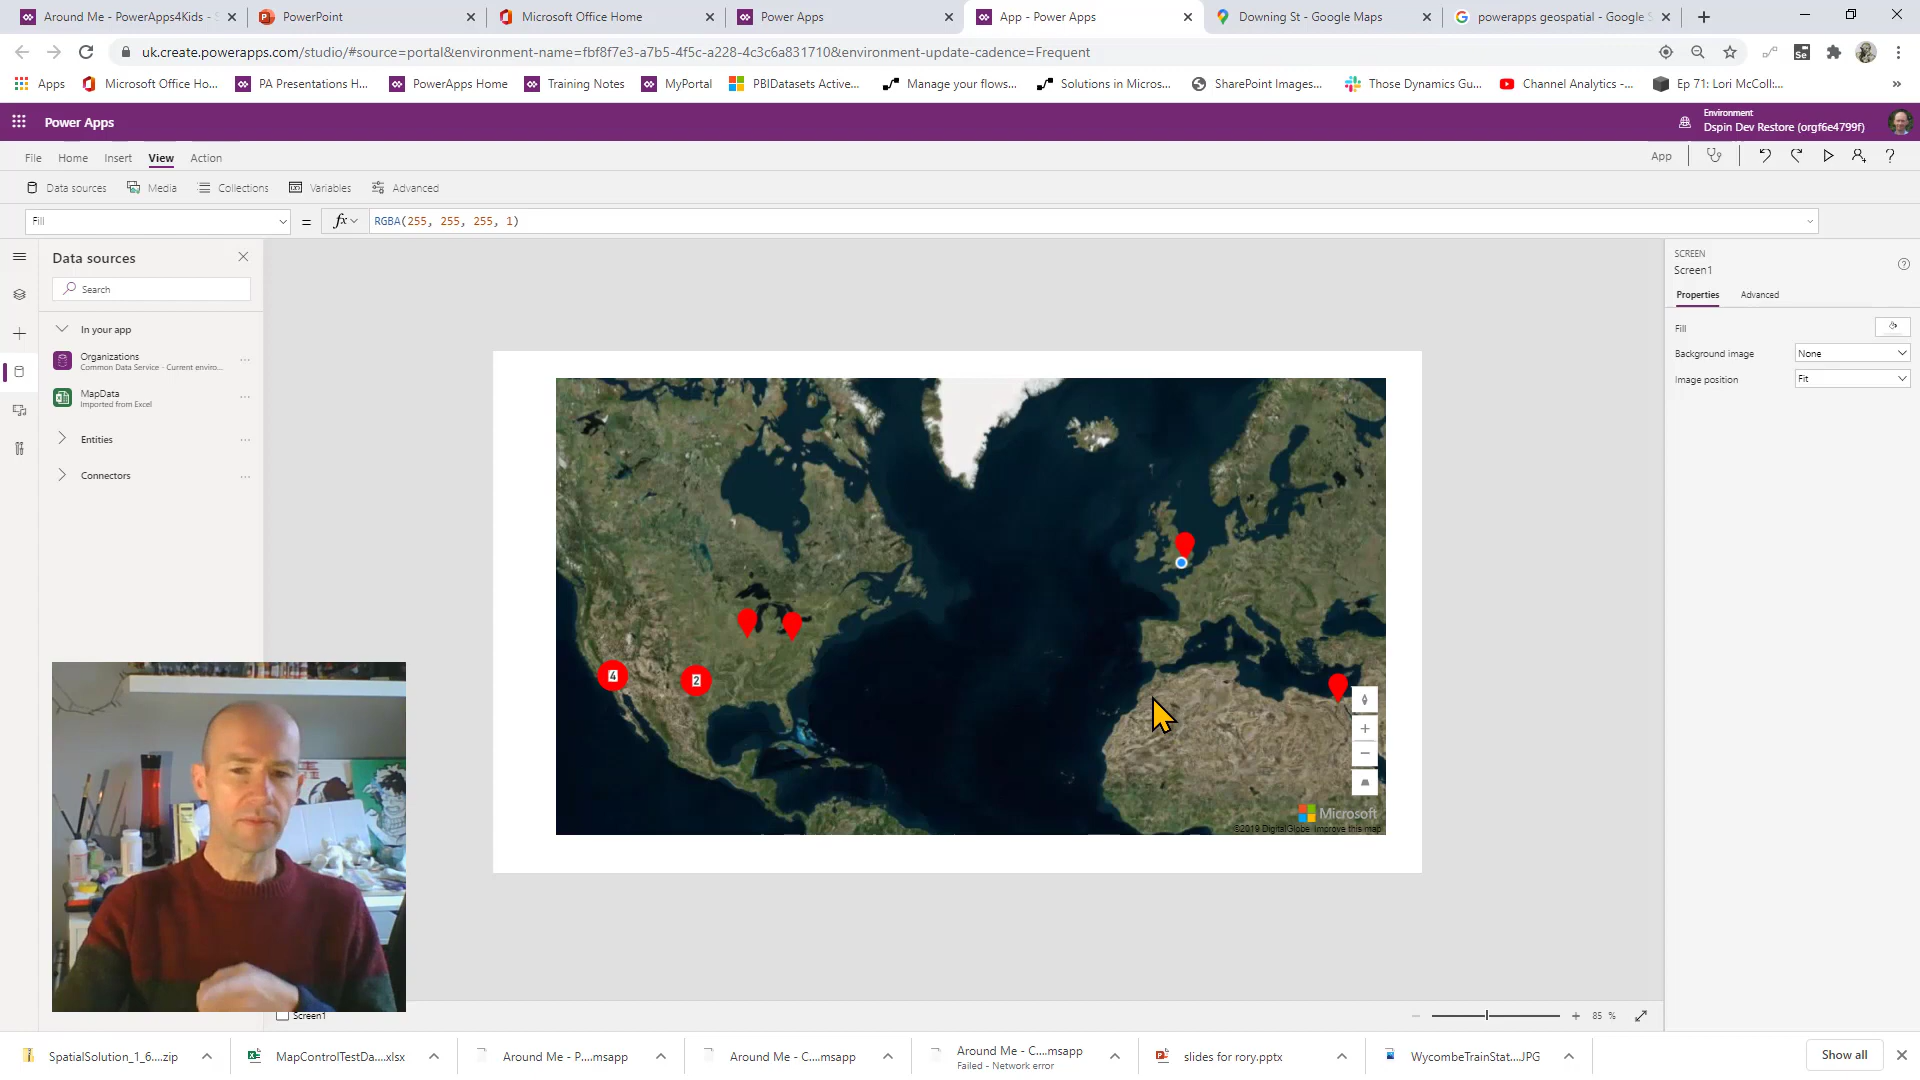 Around Me - PowerApps4Kids - S
PowerPoint
Microsoft Office Home
Power Apps
App - Power Apps
Downing St - Google Maps
powerapps geospatial - Google S
uk.create.powerapps.com/studio/#source=portal&environment-name=fbf8f7e3-a7b5-4f5c-a228-4c3c6a831710&environment-update-cadence=Frequent
Apps
Microsoft Office Ho...
PA Presentations H...
PowerApps Home
Training Notes
MyPortal
PBIDatasets Active...
Manage your flows...
Solutions in Micros...
SharePoint Images...
Those Dynamics Gu...
Channel Analytics -...
Ep 71: Lori McColl:...
»
Power Apps
Environment
Dspin Dev Restore (orgf6e4799f)
File
Home
Insert
View
Action
App
?
Data sources
Media
Collections
Variables
Advanced
Fill
=
fx
RGBA(255, 255, 255, 1)
Data sources
Search
In your app
Organizations
Common Data Service - Current enviro...
MapData
Imported from Excel
Entities
Connectors
4
2
Microsoft
©2019 DigitalGlobe Improve this map
SCREEN
Screen1
Properties
Advanced
Fill
Background image
None
Image position
Fit
Screen1
85 %
SpatialSolution_1_6....zip
MapControlTestDa....xlsx
Around Me - P....msapp
Around Me - C....msapp
Around Me - C....msapp
Failed - Network error
slides for rory.pptx
WycombeTrainStat....JPG
Show all